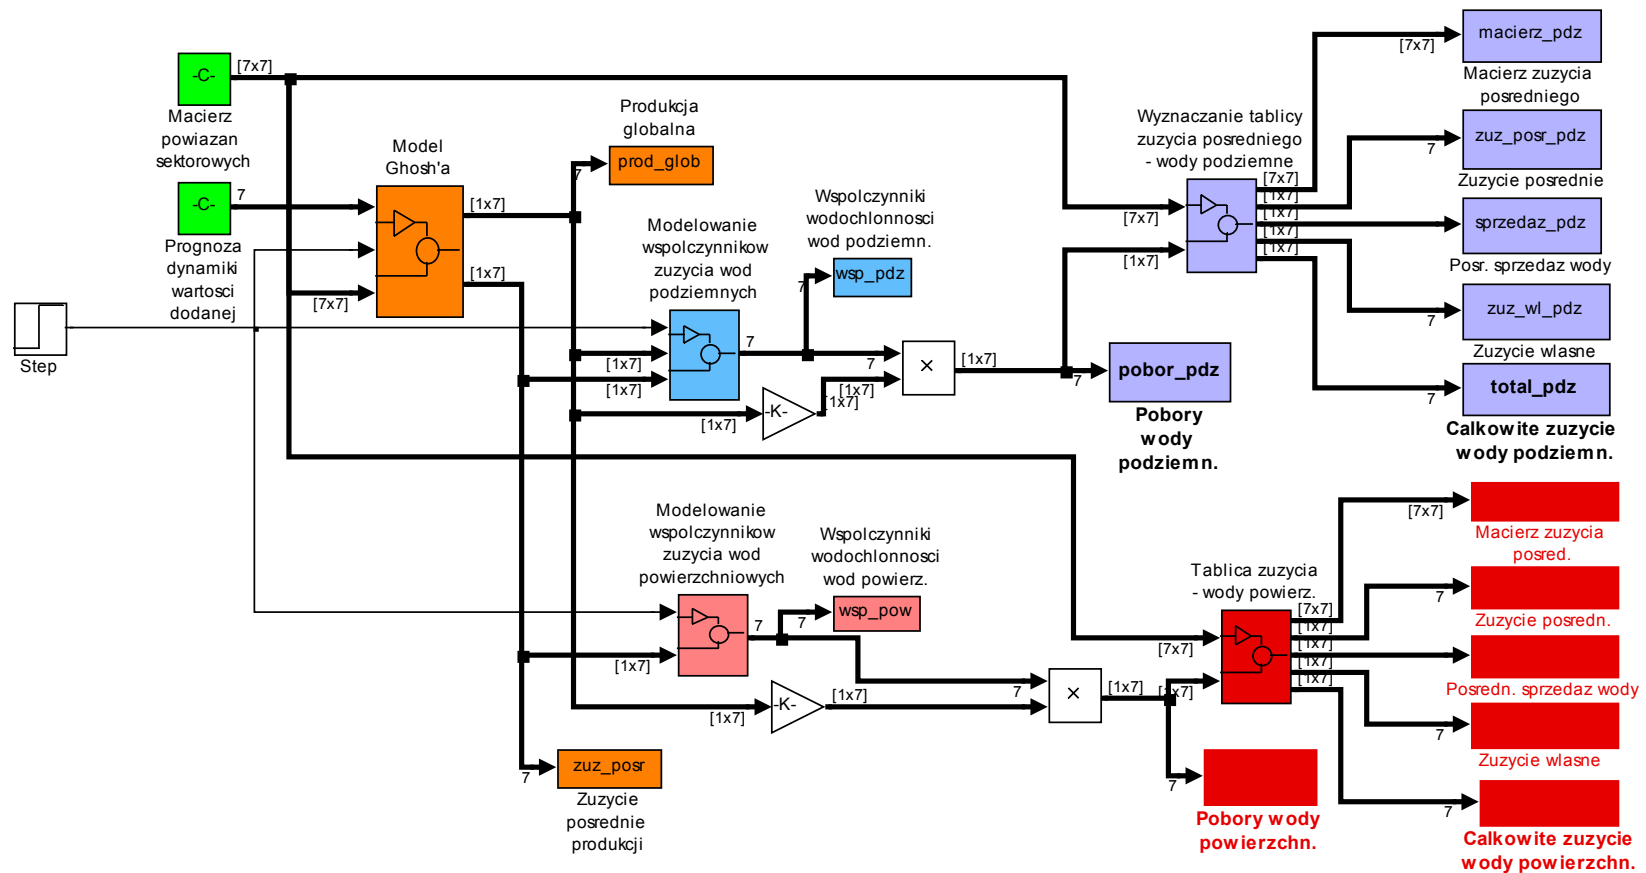 -C-
[7x7]
Macierz
powiazan
sektorowych
-C-
7
Prognoza
dynamiki
wartosci
dodanej
Step
Model
Ghosh'a
[1x7]
[1x7]
[7x7]
Produkcja
globalna
prod_glob
7
Modelowanie
wspolczynnikow
zuzycia wod
podziemnych
7
[1x7]
[1x7]
Wspolczynniki
wodochlonnosci
wod podziemn.
wsp_pdz
7
7
[1x7]
-K-
[1x7]
[1x7]
×
[1x7]
7
pobor_pdz
Pobory
wody
podziemn.
Wyznaczanie tablicy
zuzycia posredniego
- wody podziemne
[7x7]
[1x7]
[7x7]
[1x7]
[1x7]
[1x7]
[1x7]
[7x7]
macierz_pdz
Macierz zuzycia
posredniego
7
zuz_posr_pdz
Zuzycie posrednie
sprzedaz_pdz
Posr. sprzedaz wody
7
zuz_wl_pdz
Zuzycie wlasne
7
total_pdz
Calkowite zuzycie
wody podziemn.
Modelowanie
wspolczynnikow
zuzycia wod
powierzchniowych
7
[1x7]
Wspolczynniki
wodochlonnosci
wod powierz.
wsp_pow
7
[1x7]
-K-
[1x7]
7
×
[1x7]
[1x7]
7
zuz_posr
7
Zuzycie
posrednie
produkcji
Tablica zuzycia
- wody powierz.
[7x7]
[7x7]
[1x7]
[1x7]
[1x7]
[1x7]
Pobory wody
powierzchn.
[7x7]
Macierz zuzycia
posred.
7
Zuzycie posredn.
Posredn. sprzedaz wody
7
Zuzycie wlasne
7
Calkowite zuzycie
wody powierzchn.